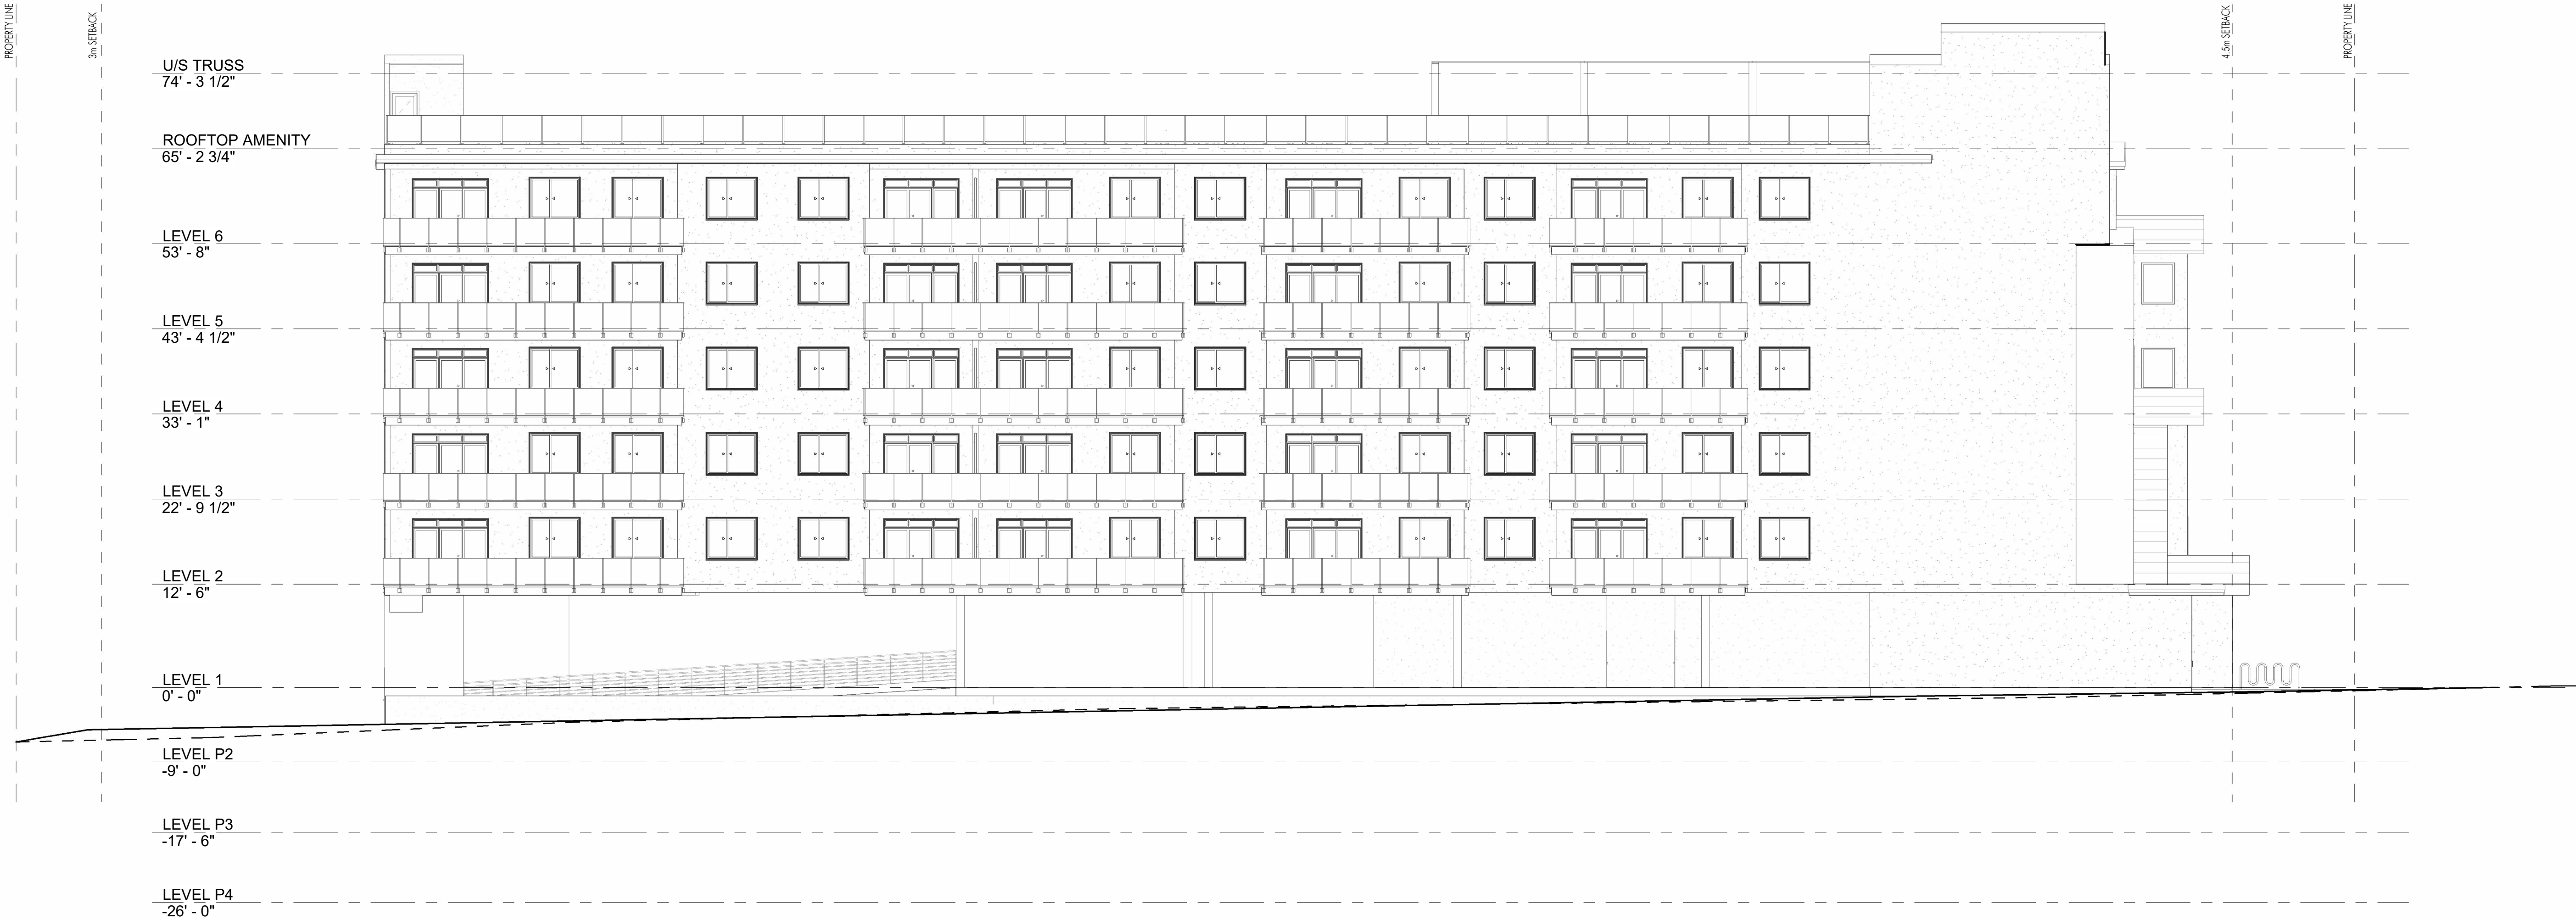 PROPERTY LINE
3m SETBACK
4.5m SETBACK
PROPERTY LINE
U/S TRUSS
74' - 3 1/2"
ROOFTOP AMENITY
65' - 2 3/4"
LEVEL 6
53' - 8"
LEVEL 5
43' - 4 1/2"
LEVEL 4
33' - 1"
LEVEL 3
22' - 9 1/2"
LEVEL 2
12' - 6"
LEVEL 1
0' - 0"
LEVEL P2
-9' - 0"
LEVEL P3
-17' - 6"
LEVEL P4
-26' - 0"